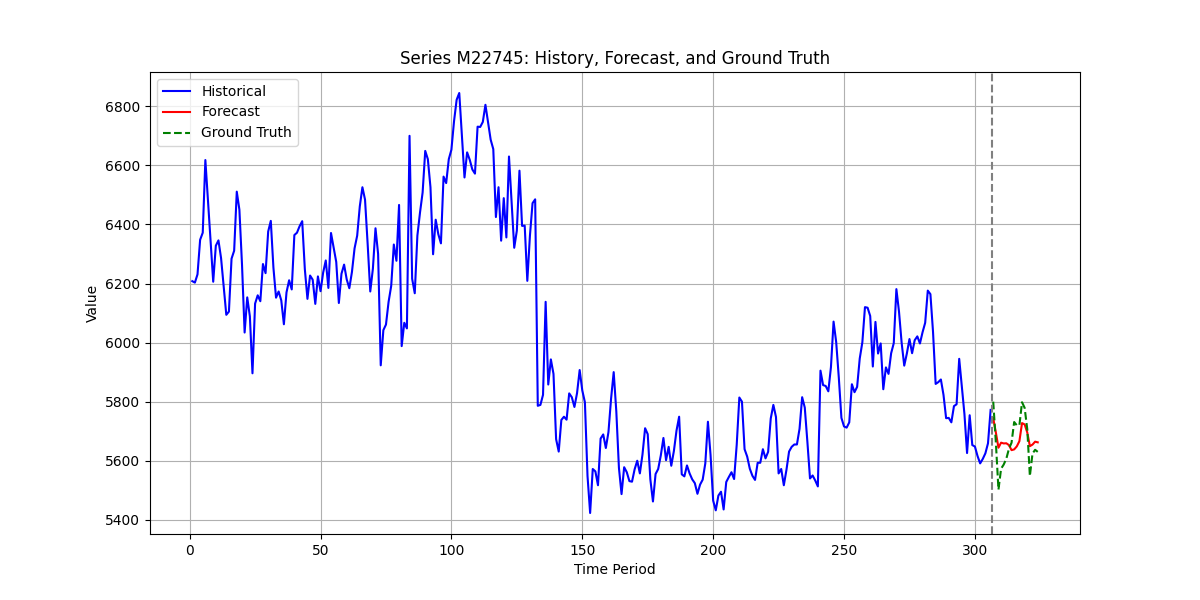 Series M22745: History, Forecast, and Ground Truth
Historical
Forecast
Ground Truth
6800
6600
6400
6200
6000
5800
5600
5400
Value
0 50 100 150 200 250 300
Time Period